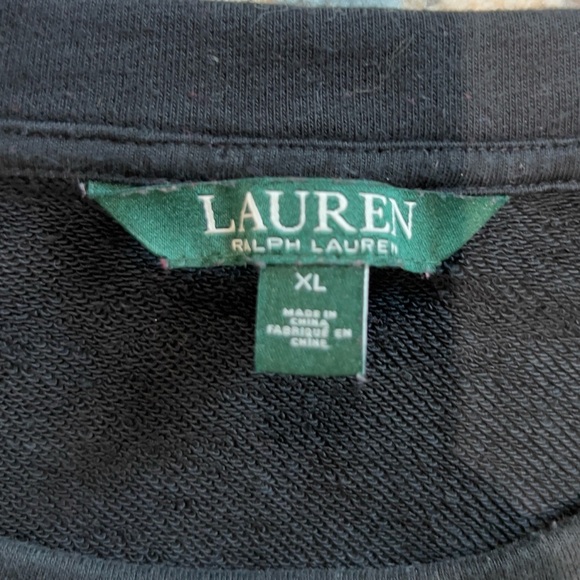 LAUREN
RALPH LAUREN
XL
MADE IN
CHINA
FABRIQUÉ EN
CHINE